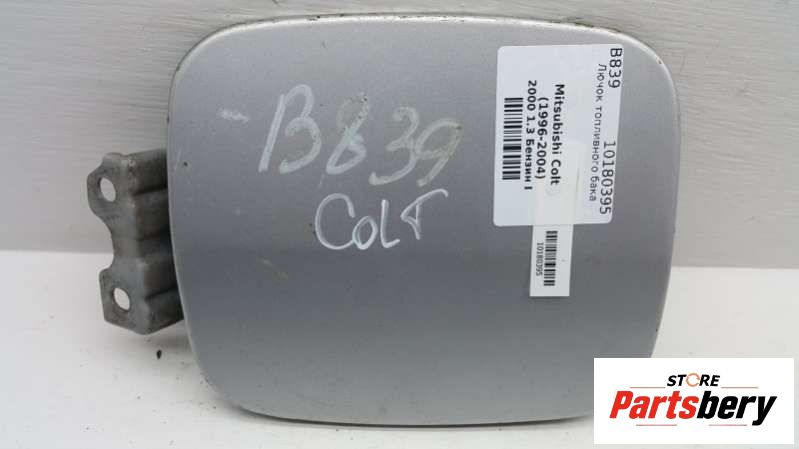 -B839
COLT
B839 10180395
Лючок топливного бака
Mitsubishi Colt
(1996-2004)
2000 1.3 Бензин I
10180395
STORE
Partsbery